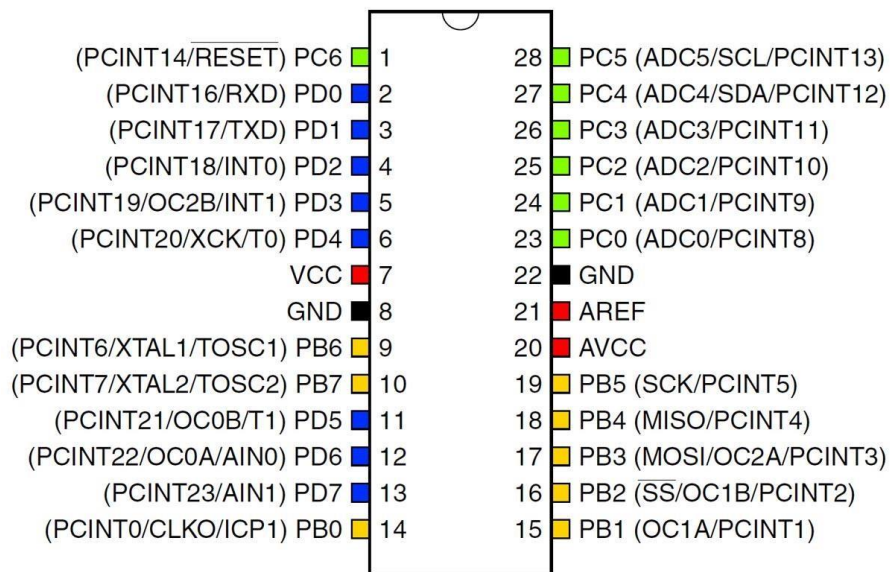 (PCINT14/RESET) PC6 1 28 PC5 (ADC5/SCL/PCINT13)
(PCINT16/RXD) PD0 2 27 PC4 (ADC4/SDA/PCINT12)
(PCINT17/TXD) PD1 3 26 PC3 (ADC3/PCINT11)
(PCINT18/INT0) PD2 4 25 PC2 (ADC2/PCINT10)
(PCINT19/OC2B/INT1) PD3 5 24 PC1 (ADC1/PCINT9)
(PCINT20/XCK/T0) PD4 6 23 PC0 (ADC0/PCINT8)
VCC 7 22 GND
GND 8 21 AREF
(PCINT6/XTAL1/TOSC1) PB6 9 20 AVCC
(PCINT7/XTAL2/TOSC2) PB7 10 19 PB5 (SCK/PCINT5)
(PCINT21/OC0B/T1) PD5 11 18 PB4 (MISO/PCINT4)
(PCINT22/OC0A/AIN0) PD6 12 17 PB3 (MOSI/OC2A/PCINT3)
(PCINT23/AIN1) PD7 13 16 PB2 (SS/OC1B/PCINT2)
(PCINT0/CLKO/ICP1) PB0 14 15 PB1 (OC1A/PCINT1)